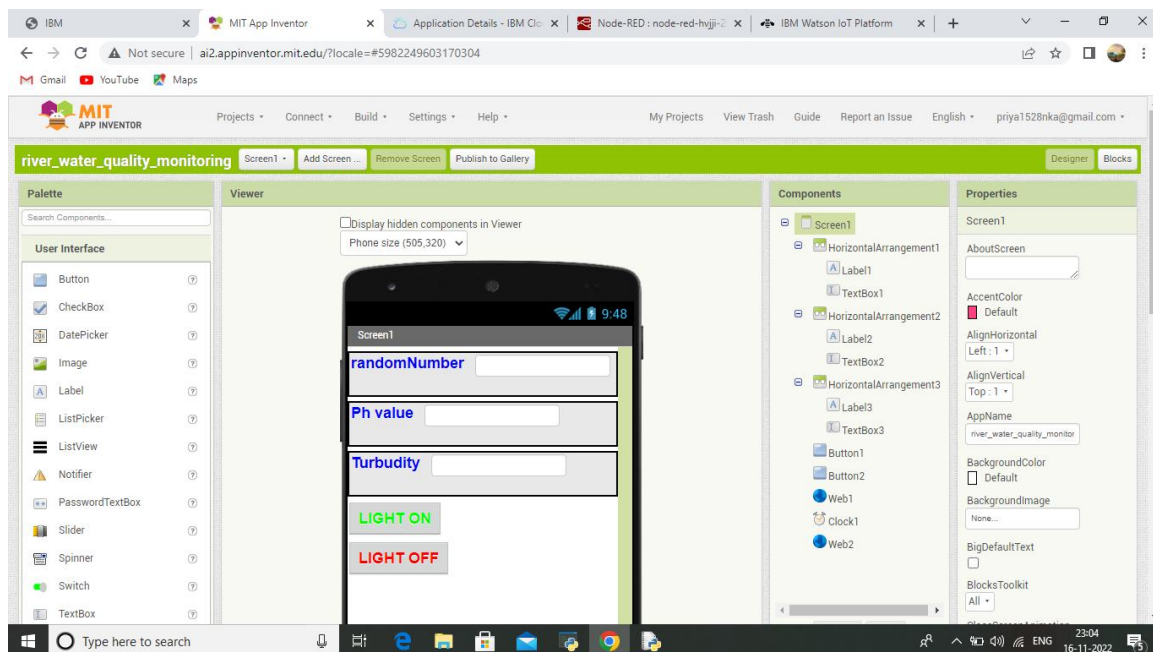 IBM
MIT App Inventor
Application Details - IBM Clo
Node-RED : node-red-hvjji-2
IBM Watson IoT Platform
Not secure | ai2.appinventor.mit.edu/?locale=#5982249603170304
Gmail YouTube Maps
MIT
APP INVENTOR
Projects Connect Build Settings Help My Projects View Trash Guide Report an Issue English priya1528nka@gmail.com
river_water_quality_monitoring Screen1 Add Screen ... Remove Screen Publish to Gallery Designer Blocks
Palette
Search Components...
User Interface
Button
CheckBox
DatePicker
Image
Label
ListPicker
ListView
Notifier
PasswordTextBox
Slider
Spinner
Switch
TextBox
Viewer
Display hidden components in Viewer
Phone size (505,320)
9:48
Screen1
randomNumber
Ph value
Turbudity
LIGHT ON
LIGHT OFF
Components
Screen1
HorizontalArrangement1
Label1
TextBox1
HorizontalArrangement2
Label2
TextBox2
HorizontalArrangement3
Label3
TextBox3
Button1
Button2
Web1
Clock1
Web2
Properties
Screen1
AboutScreen
AccentColor
Default
AlignHorizontal
Left : 1
AlignVertical
Top : 1
AppName
river_water_quality_monitor
BackgroundColor
Default
BackgroundImage
None...
BigDefaultText
BlocksToolkit
All
Type here to search
ENG
23:04
16-11-2022